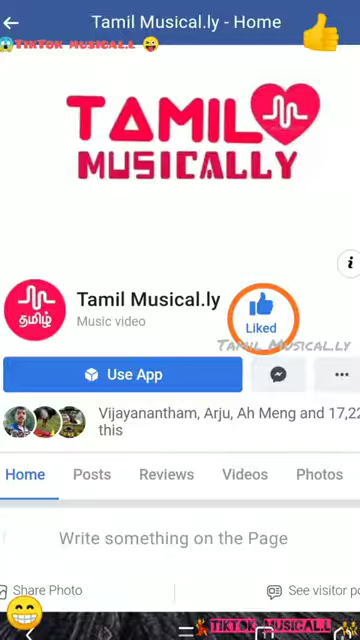 Tamil Musical.ly - Home
TikTok musical.l
TAMIL
MUSICALLY
i
தமிழ்
Tamil Musical.ly
Music video
Liked
Tamil Musical.ly
Use App
Vijayanantham, Arju, Ah Meng and 17,22
this
Home Posts Reviews Videos Photos
Write something on the Page
Share Photo
See visitor po
TIKTOK MUSICAL.L